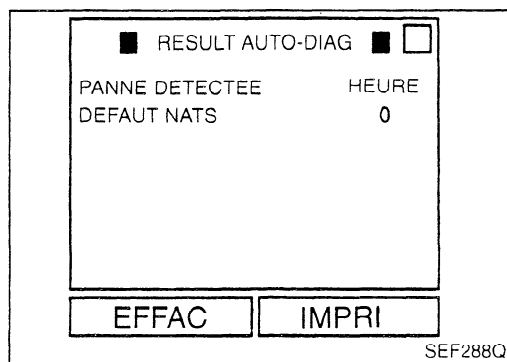 RESULT AUTO-DIAG
PANNE DETECTEE HEURE
DEFAUT NATS 0
EFFAC IMPRI
SEF288Q